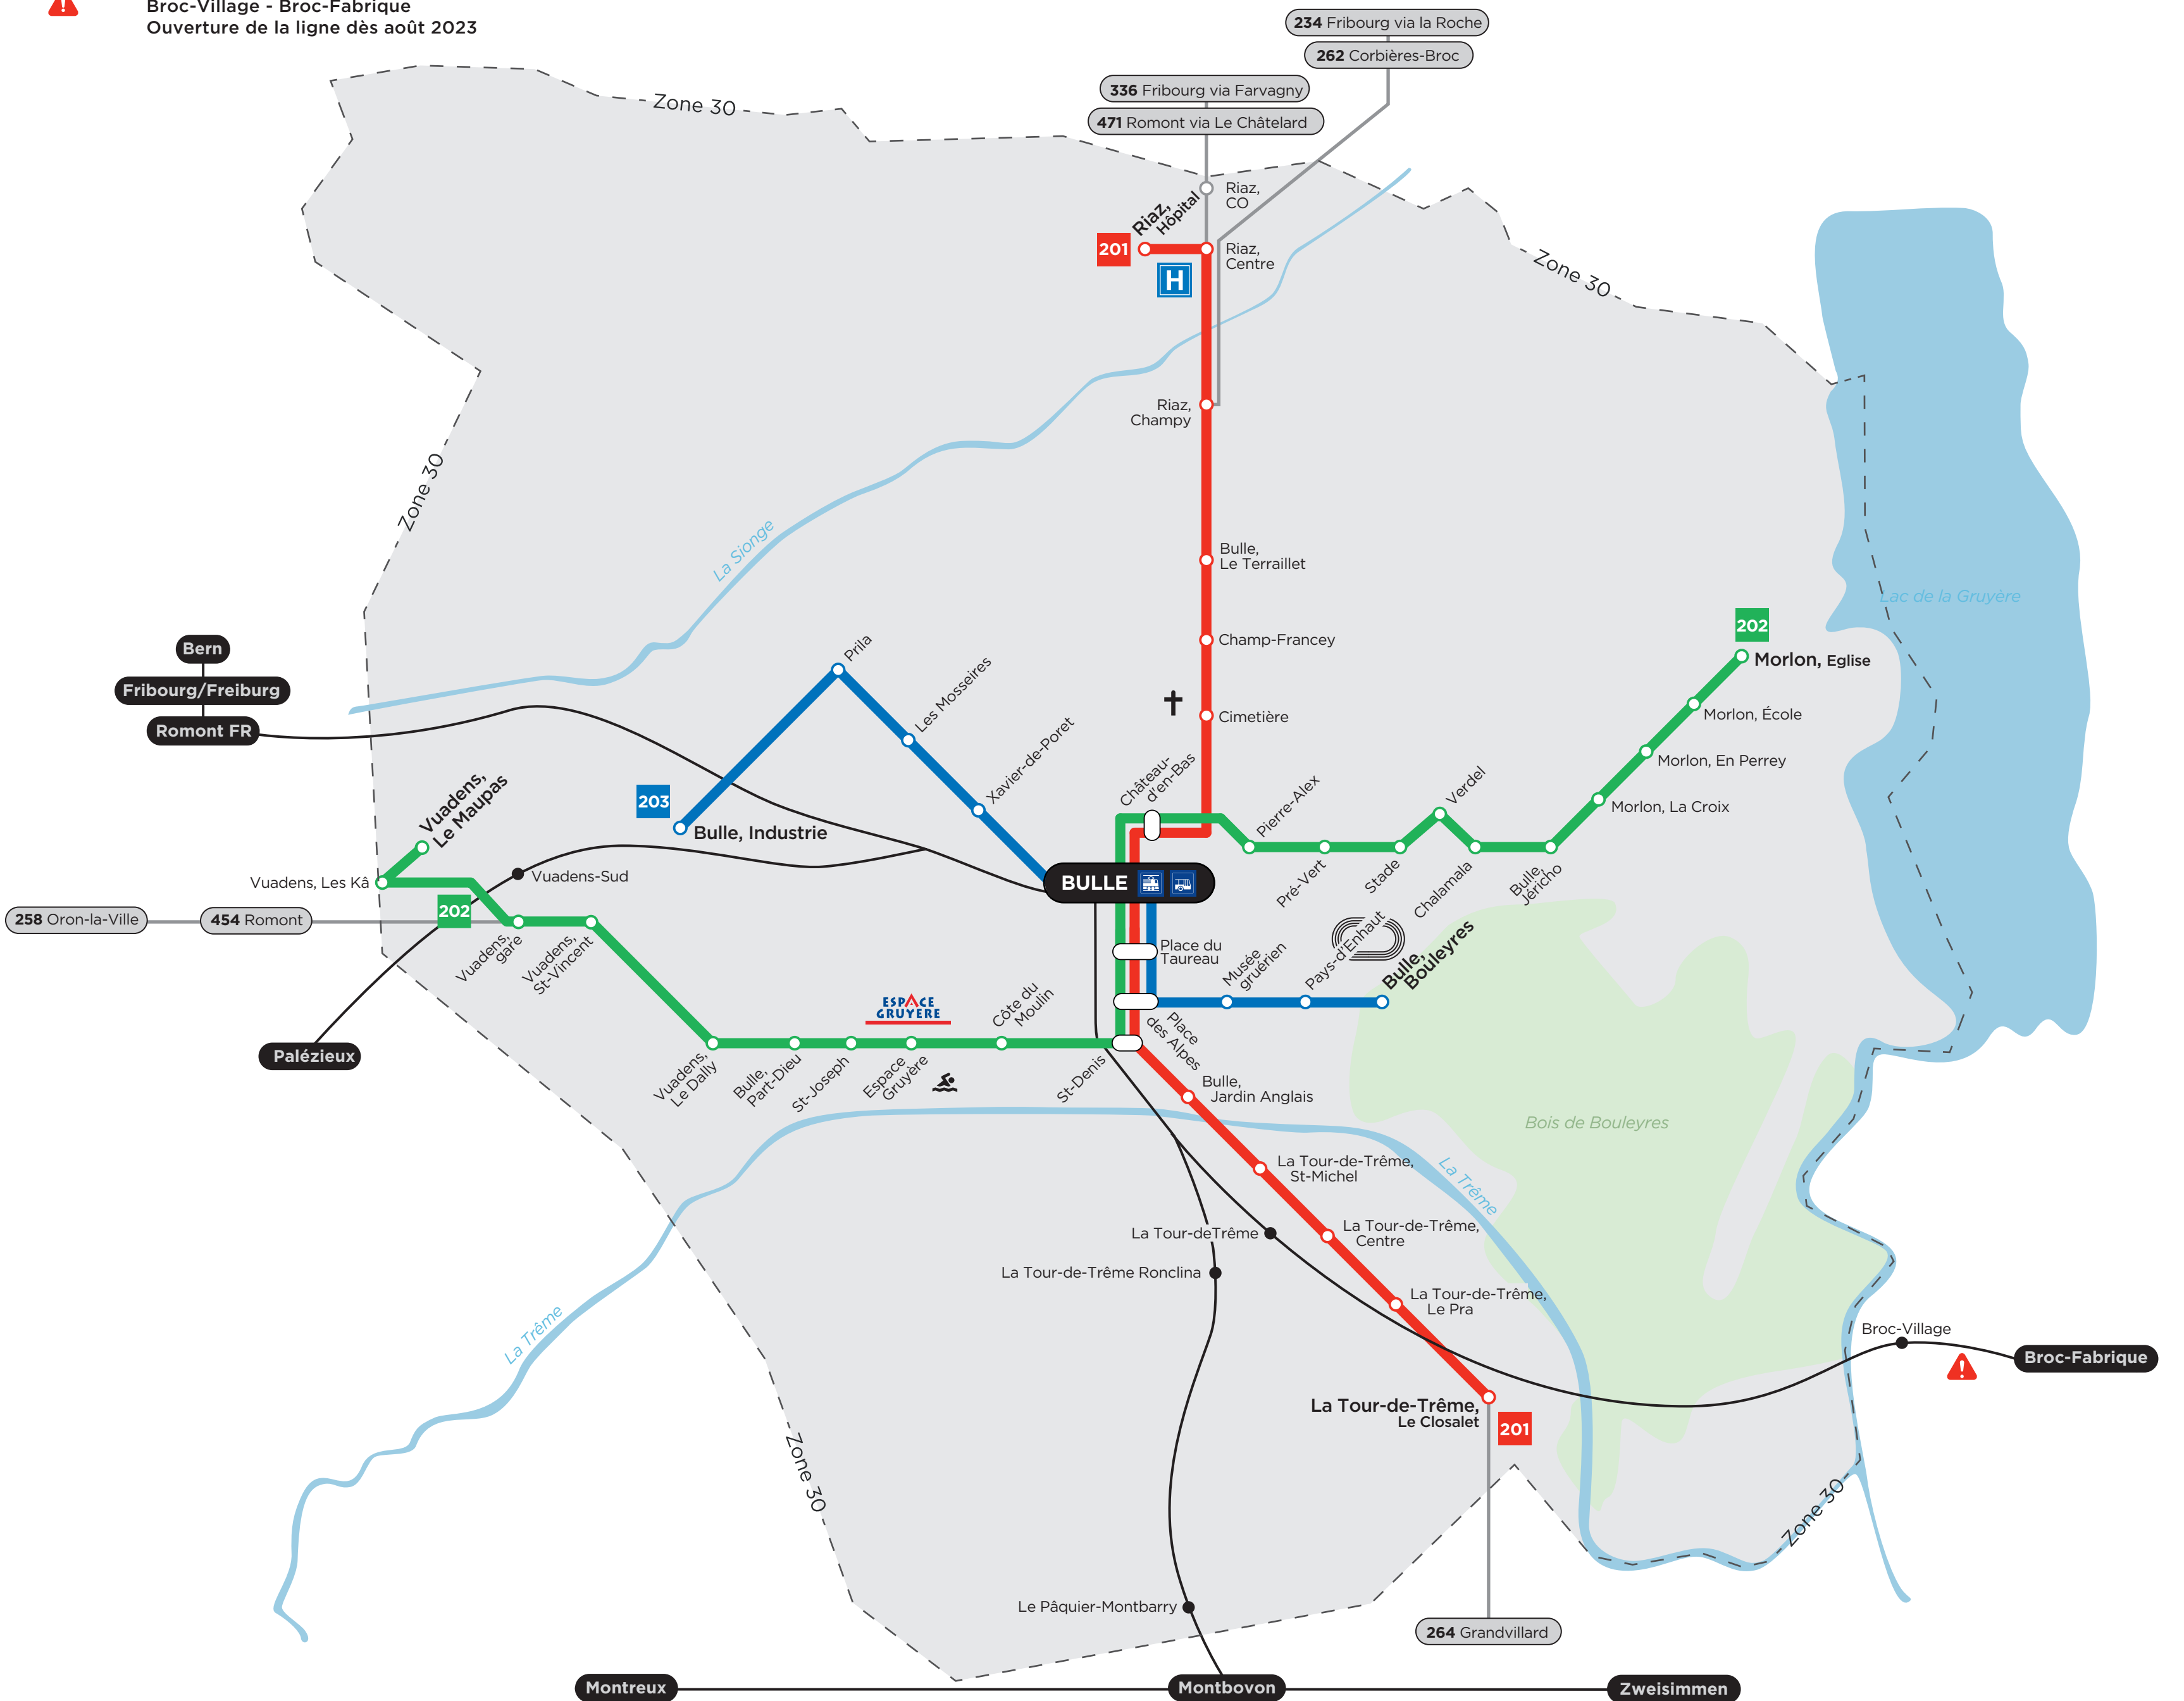 Broc-Village - Broc-Fabrique
Ouverture de la ligne dès août 2023
234 Fribourg via la Roche
262 Corbières-Broc
336 Fribourg via Farvagny
471 Romont via Le Châtelard
Zone 30
Riaz,
CO
Riaz,
Hôpital
201
Riaz,
Centre
H
Zone 30
Riaz,
Champy
Zone 30
La Sionge
Bulle,
Le Terraillet
Lac de la Gruyère
202
Champ-Francey
Morlon, Eglise
Bern
Fribourg/Freiburg
Romont FR
Prila
Les Mosseires
Xavier-de-Poret
Cimetière
Morlon, École
Morlon, En Perrey
Morlon, La Croix
203
Bulle, Industrie
Château-
d'en-Bas
Pierre-Alex
Verdel
Vuadens,
Le Maupas
Vuadens, Les Kâ
Vuadens-Sud
BULLE
Pré-Vert
Stade
Chalamala
Bulle,
Jéricho
258 Oron-la-Ville
454 Romont
202
Vuadens,
gare
Vuadens,
St-Vincent
Place du
Taureau
Musée
gruérien
Pays-d'Enhaut
Bulle,
Bouleyres
ESPACE
GRUYERE
Côte du
Moulin
Place
des Alpes
Palézieux
Vuadens,
Le Dally
Bulle,
Part-Dieu
St-Joseph
Espace
Gruyère
St-Denis
Bulle,
Jardin Anglais
Bois de Bouleyres
La Tour-de-Trême,
St-Michel
La Trême
La Tour-deTrême
La Tour-de-Trême,
Centre
La Tour-de-Trême Ronclina
La Tour-de-Trême,
Le Pra
La Trême
Broc-Village
Broc-Fabrique
La Tour-de-Trême,
Le Closalet
201
Zone 30
Zone 30
Le Pâquier-Montbarry
264 Grandvillard
Montreux
Montbovon
Zweisimmen